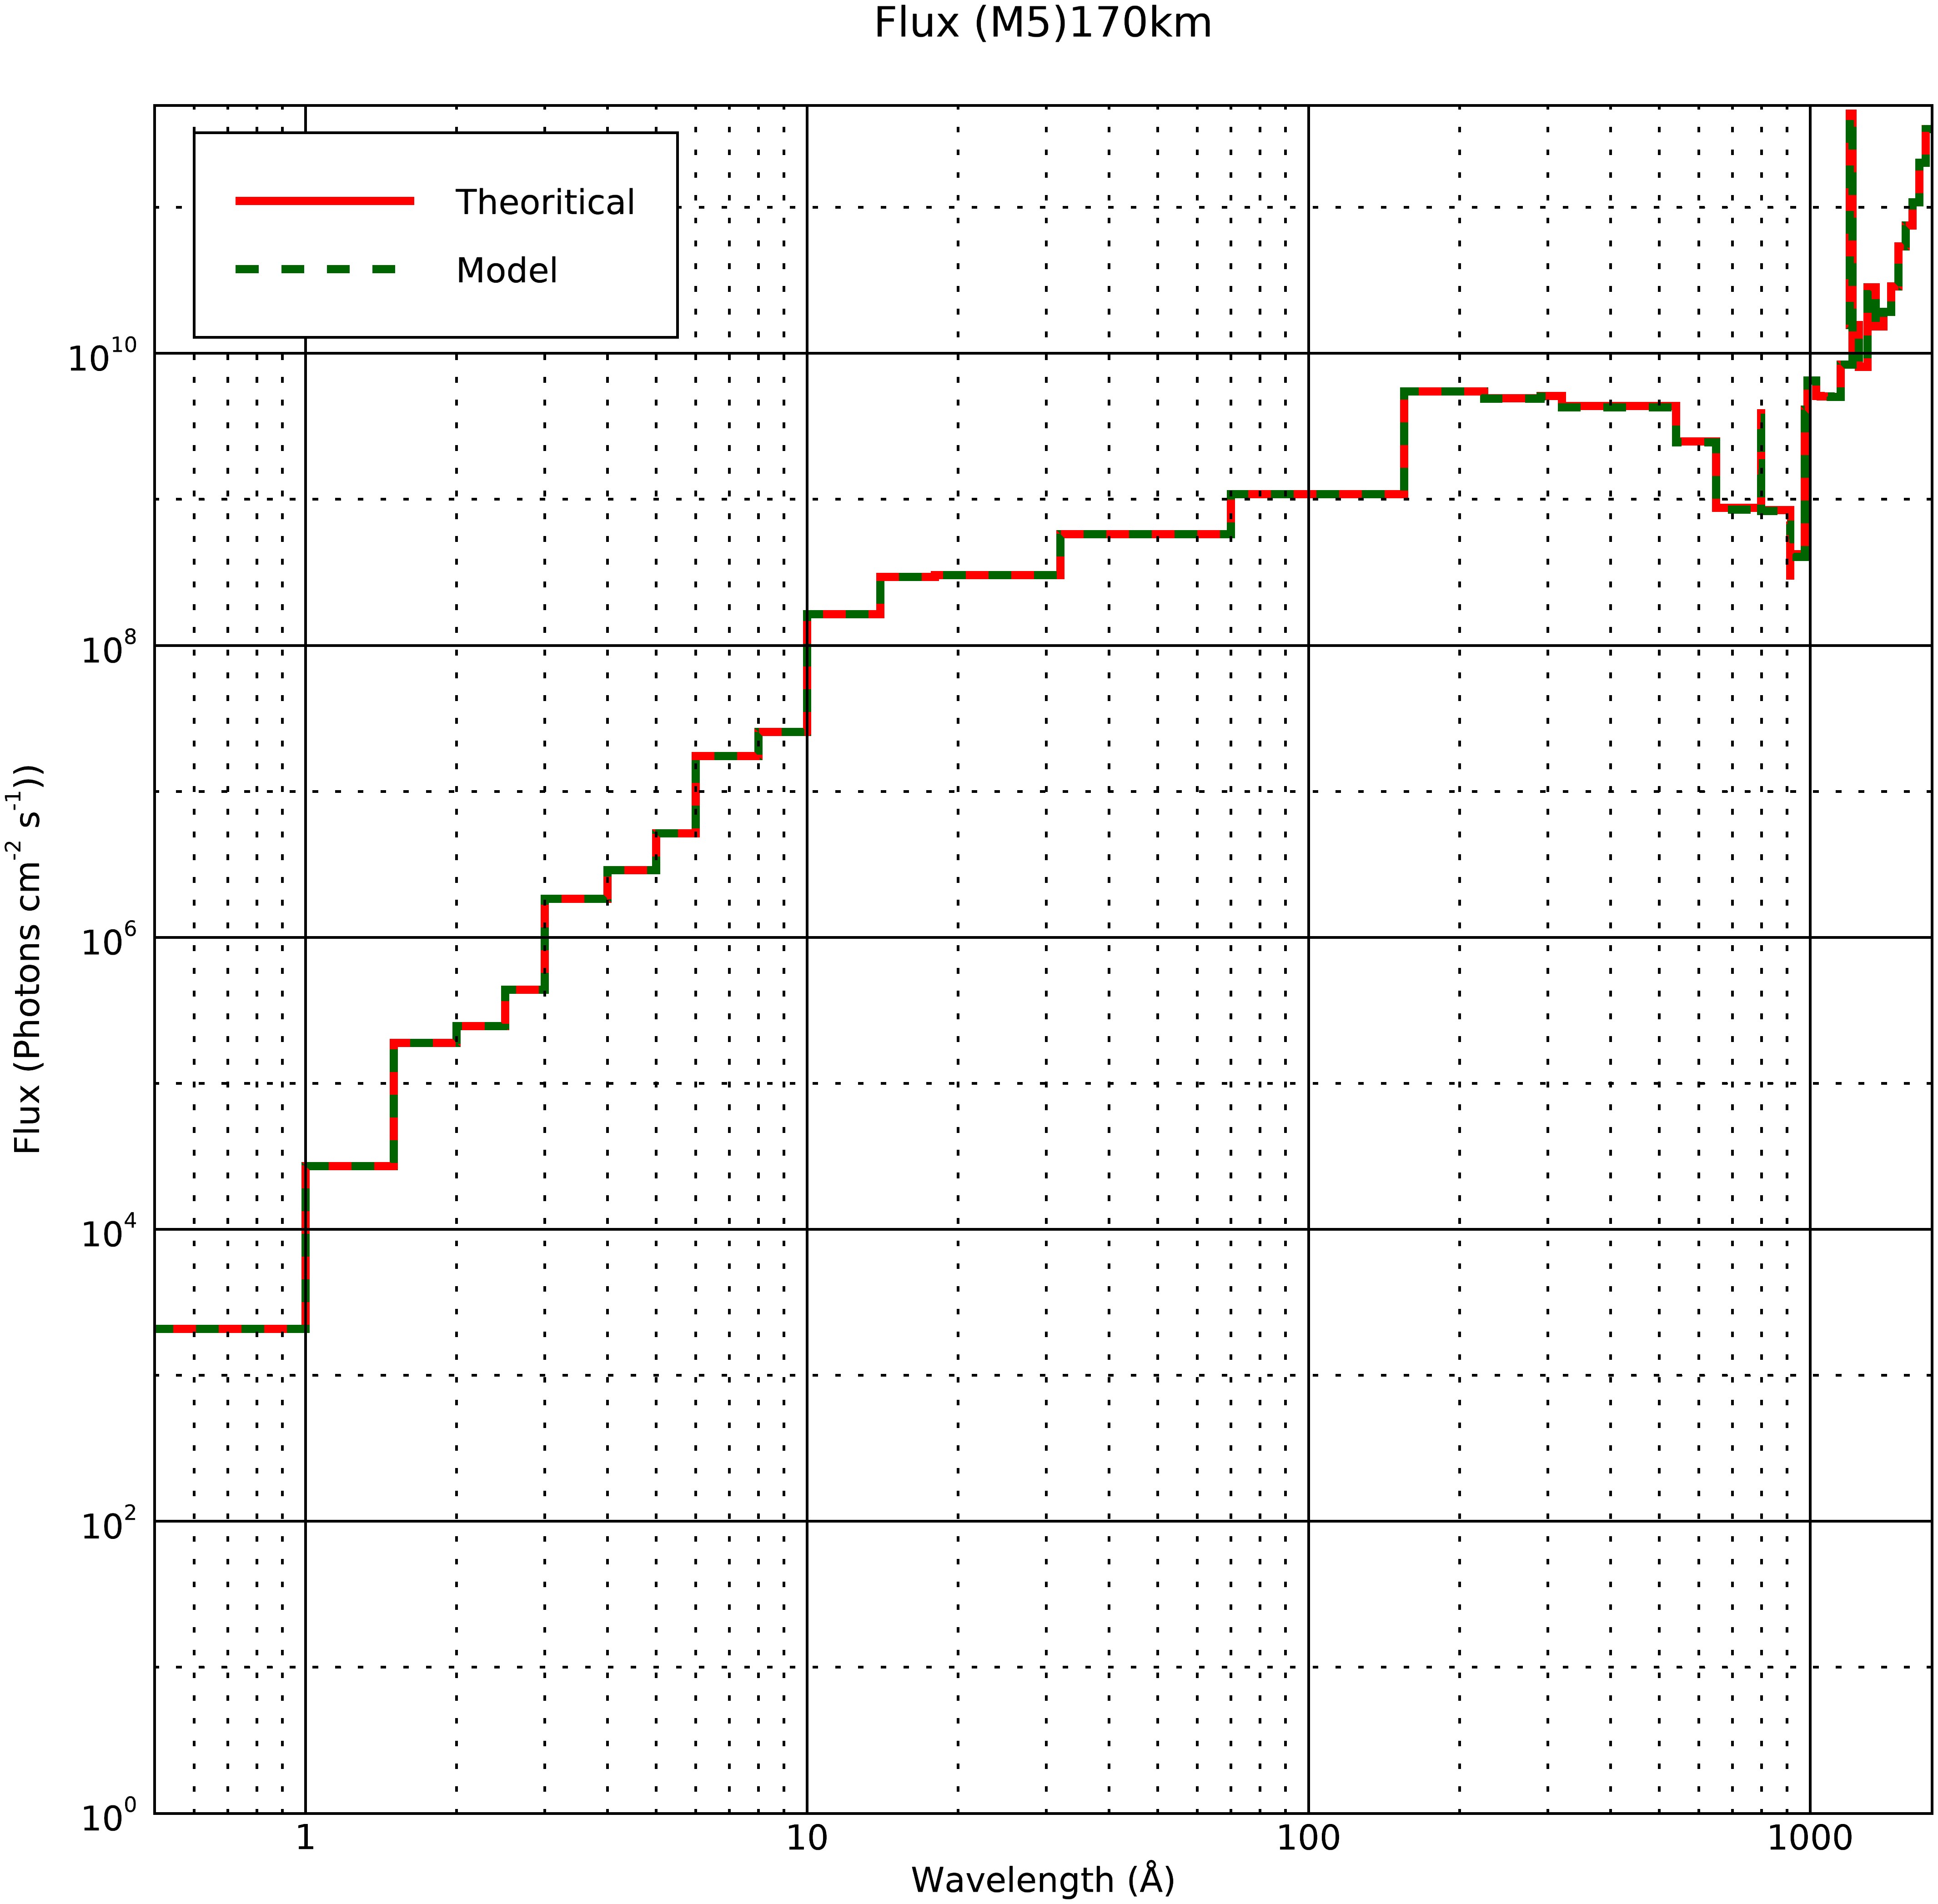 Flux (M5)170km
Theoritical
Model
10¹⁰
10⁸
10⁶
10⁴
10²
10⁰
Flux (Photons cm⁻² s⁻¹))
1 10 100 1000
Wavelength (Å)